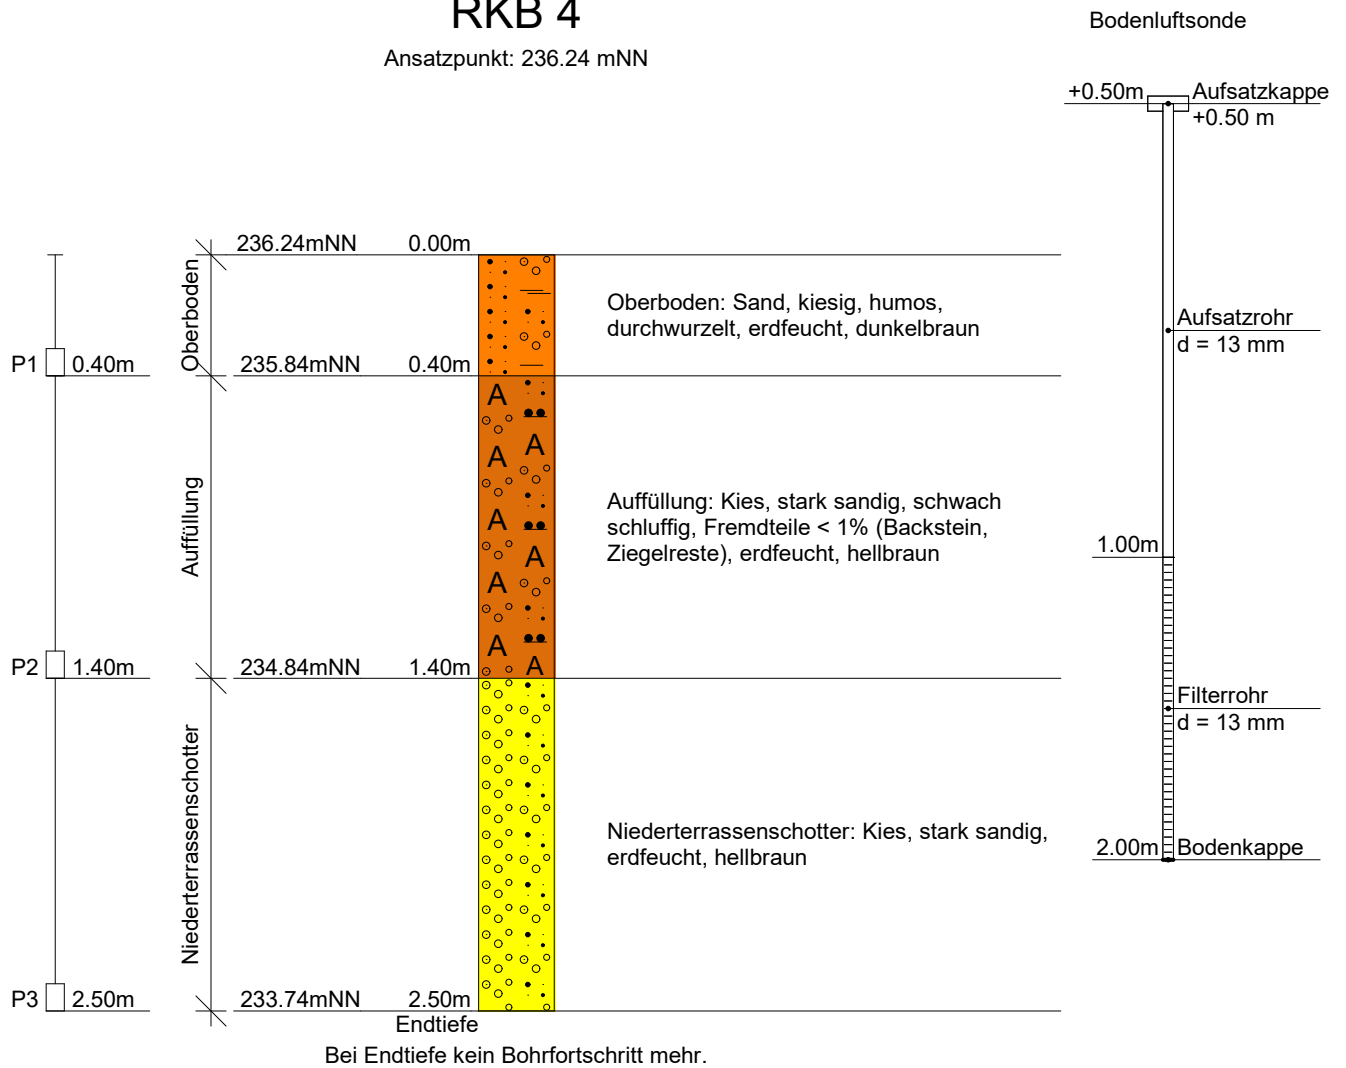 RKB 4
Ansatzpunkt: 236.24 mNN
Bodenluftsonde
+0.50m
Aufsatzkappe
+0.50 m
Aufsatzrohr
d = 13 mm
1.00m
Filterrohr
d = 13 mm
2.00m
Bodenkappe
P1
0.40m
P2
1.40m
P3
2.50m
Oberboden
Auffüllung
Niederterrassenschotter
236.24mNN
0.00m
235.84mNN
0.40m
234.84mNN
1.40m
233.74mNN
2.50m
Endtiefe
A
A
A
A
A
A
A
A
Oberboden: Sand, kiesig, humos,
durchwurzelt, erdfeucht, dunkelbraun
Auffüllung: Kies, stark sandig, schwach
schluffig, Fremdteile < 1% (Backstein,
Ziegelreste), erdfeucht, hellbraun
Niederterrassenschotter: Kies, stark sandig,
erdfeucht, hellbraun
Bei Endtiefe kein Bohrfortschritt mehr.